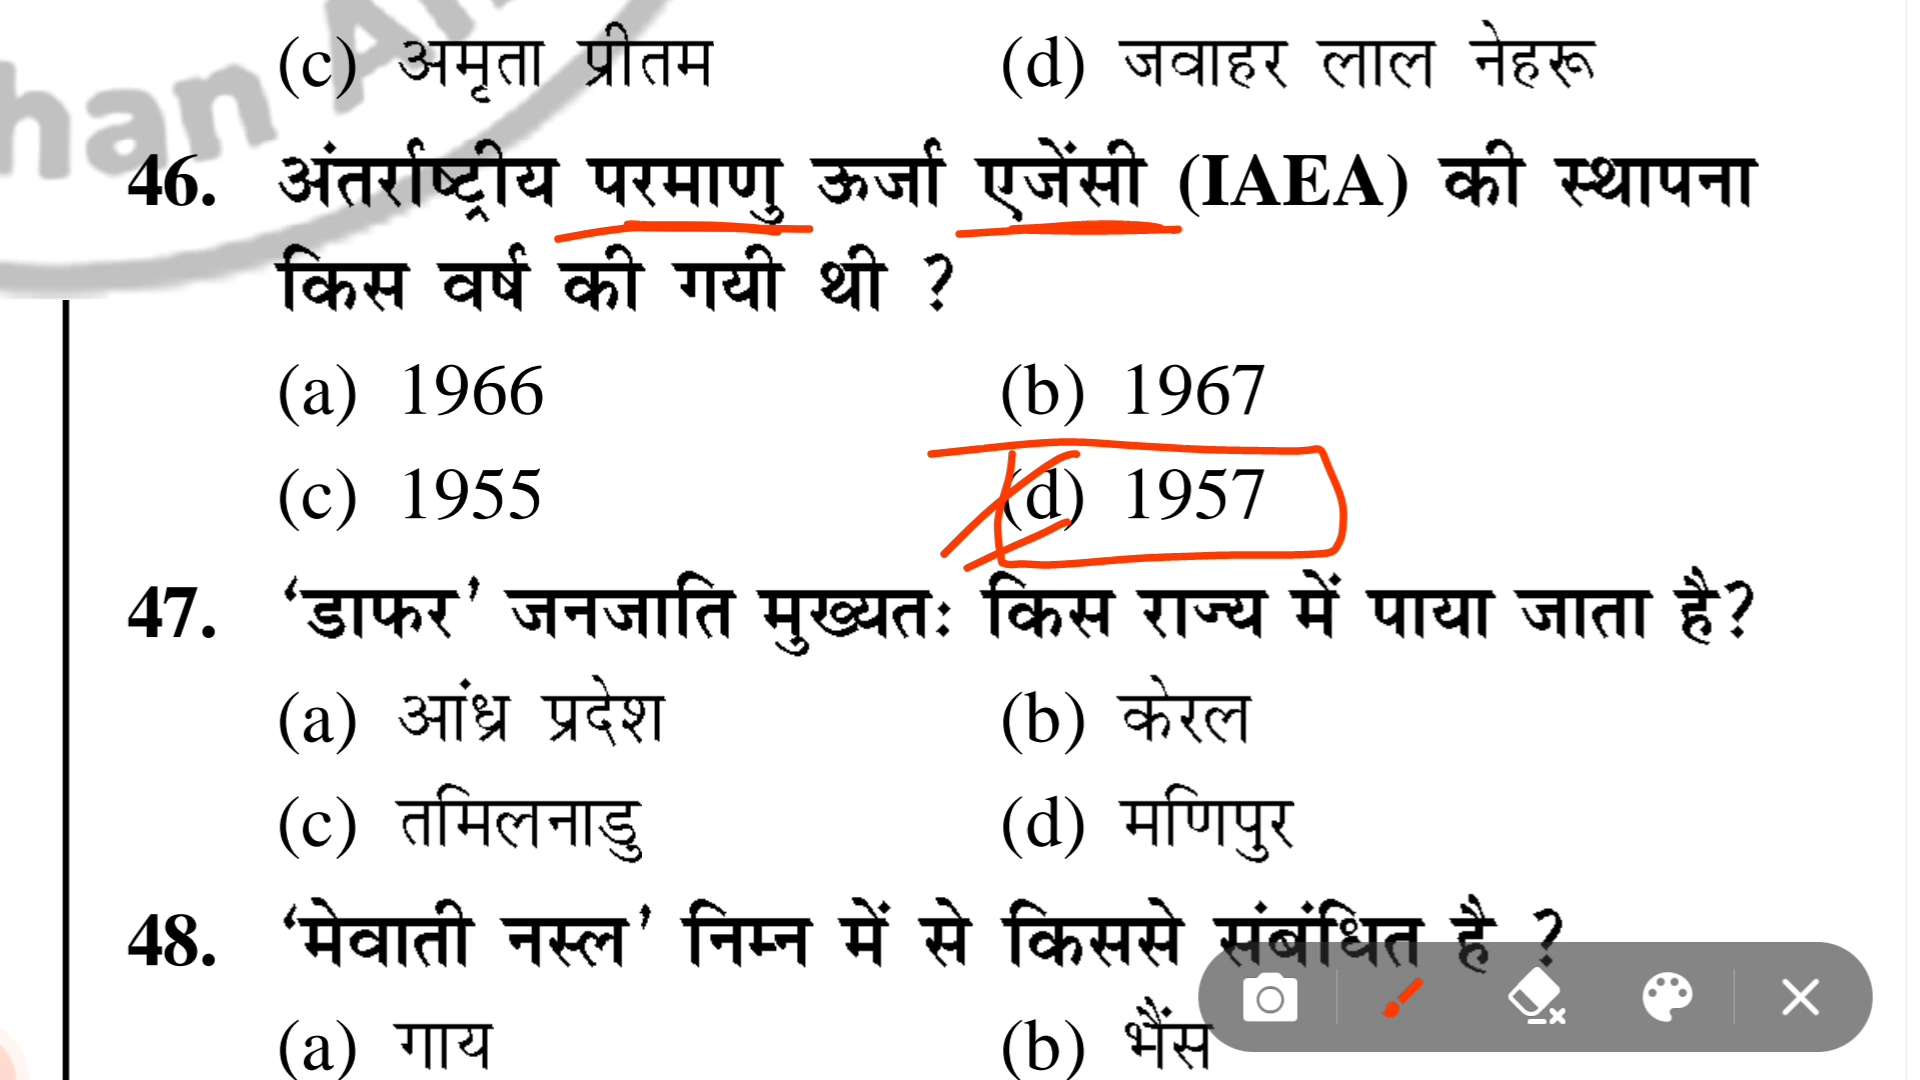 (c) अमृता प्रीतम (d) जवाहर लाल नेहरू
46. अंतर्राष्ट्रीय परमाणु ऊर्जा एजेंसी (IAEA) की स्थापना
किस वर्ष की गयी थी ?
(a) 1966 (b) 1967
(c) 1955 (d) 1957
47. ‘डाफर’ जनजाति मुख्यतः किस राज्य में पाया जाता है?
(a) आंध्र प्रदेश (b) केरल
(c) तमिलनाडु (d) मणिपुर
48. ‘मेवाती नस्ल’ निम्न में से किससे संबंधित है ?
(a) गाय (b) भैंस